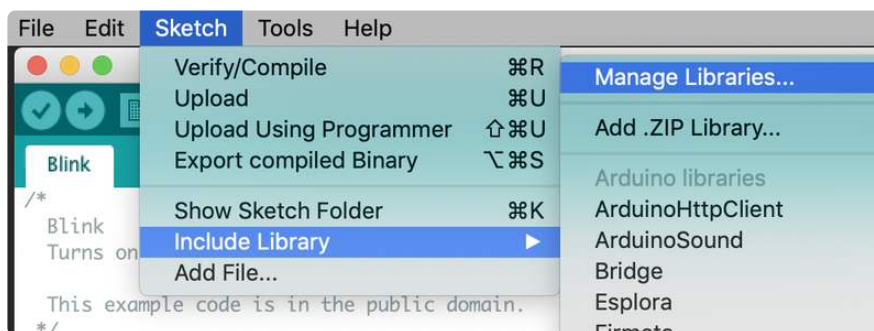 File Edit Sketch Tools Help
Verify/Compile ⌘R
Upload ⌘U
Upload Using Programmer ⇧⌘U
Export compiled Binary ⌥⌘S
Show Sketch Folder ⌘K
Include Library ▶
Add File...
Manage Libraries...
Add .ZIP Library...
Arduino libraries
ArduinoHttpClient
ArduinoSound
Bridge
Esplora
Blink
/*
Blink
Turns on
This example code is in the public domain.
*/